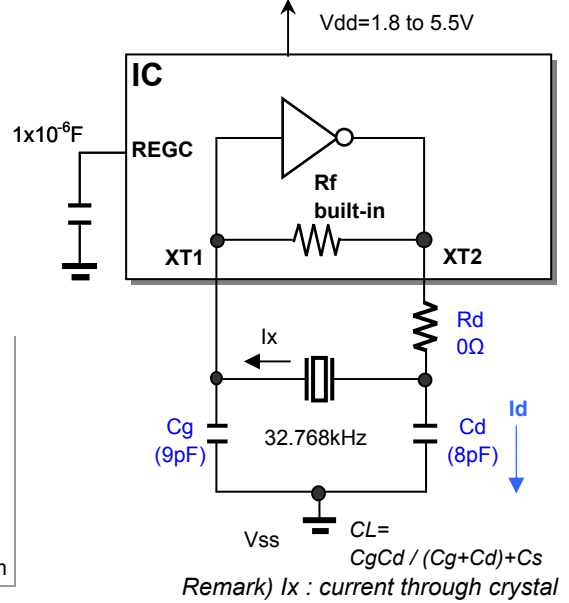 Vdd=1.8 to 5.5V
IC
1x10⁻⁶F
REGC
Rf
built-in
XT1
XT2
Rd
0Ω
Ix
Id
Cg
(9pF)
32.768kHz
Cd
(8pF)
Vss
CL=
CgCd / (Cg+Cd)+Cs
Remark) Ix : current through crystal